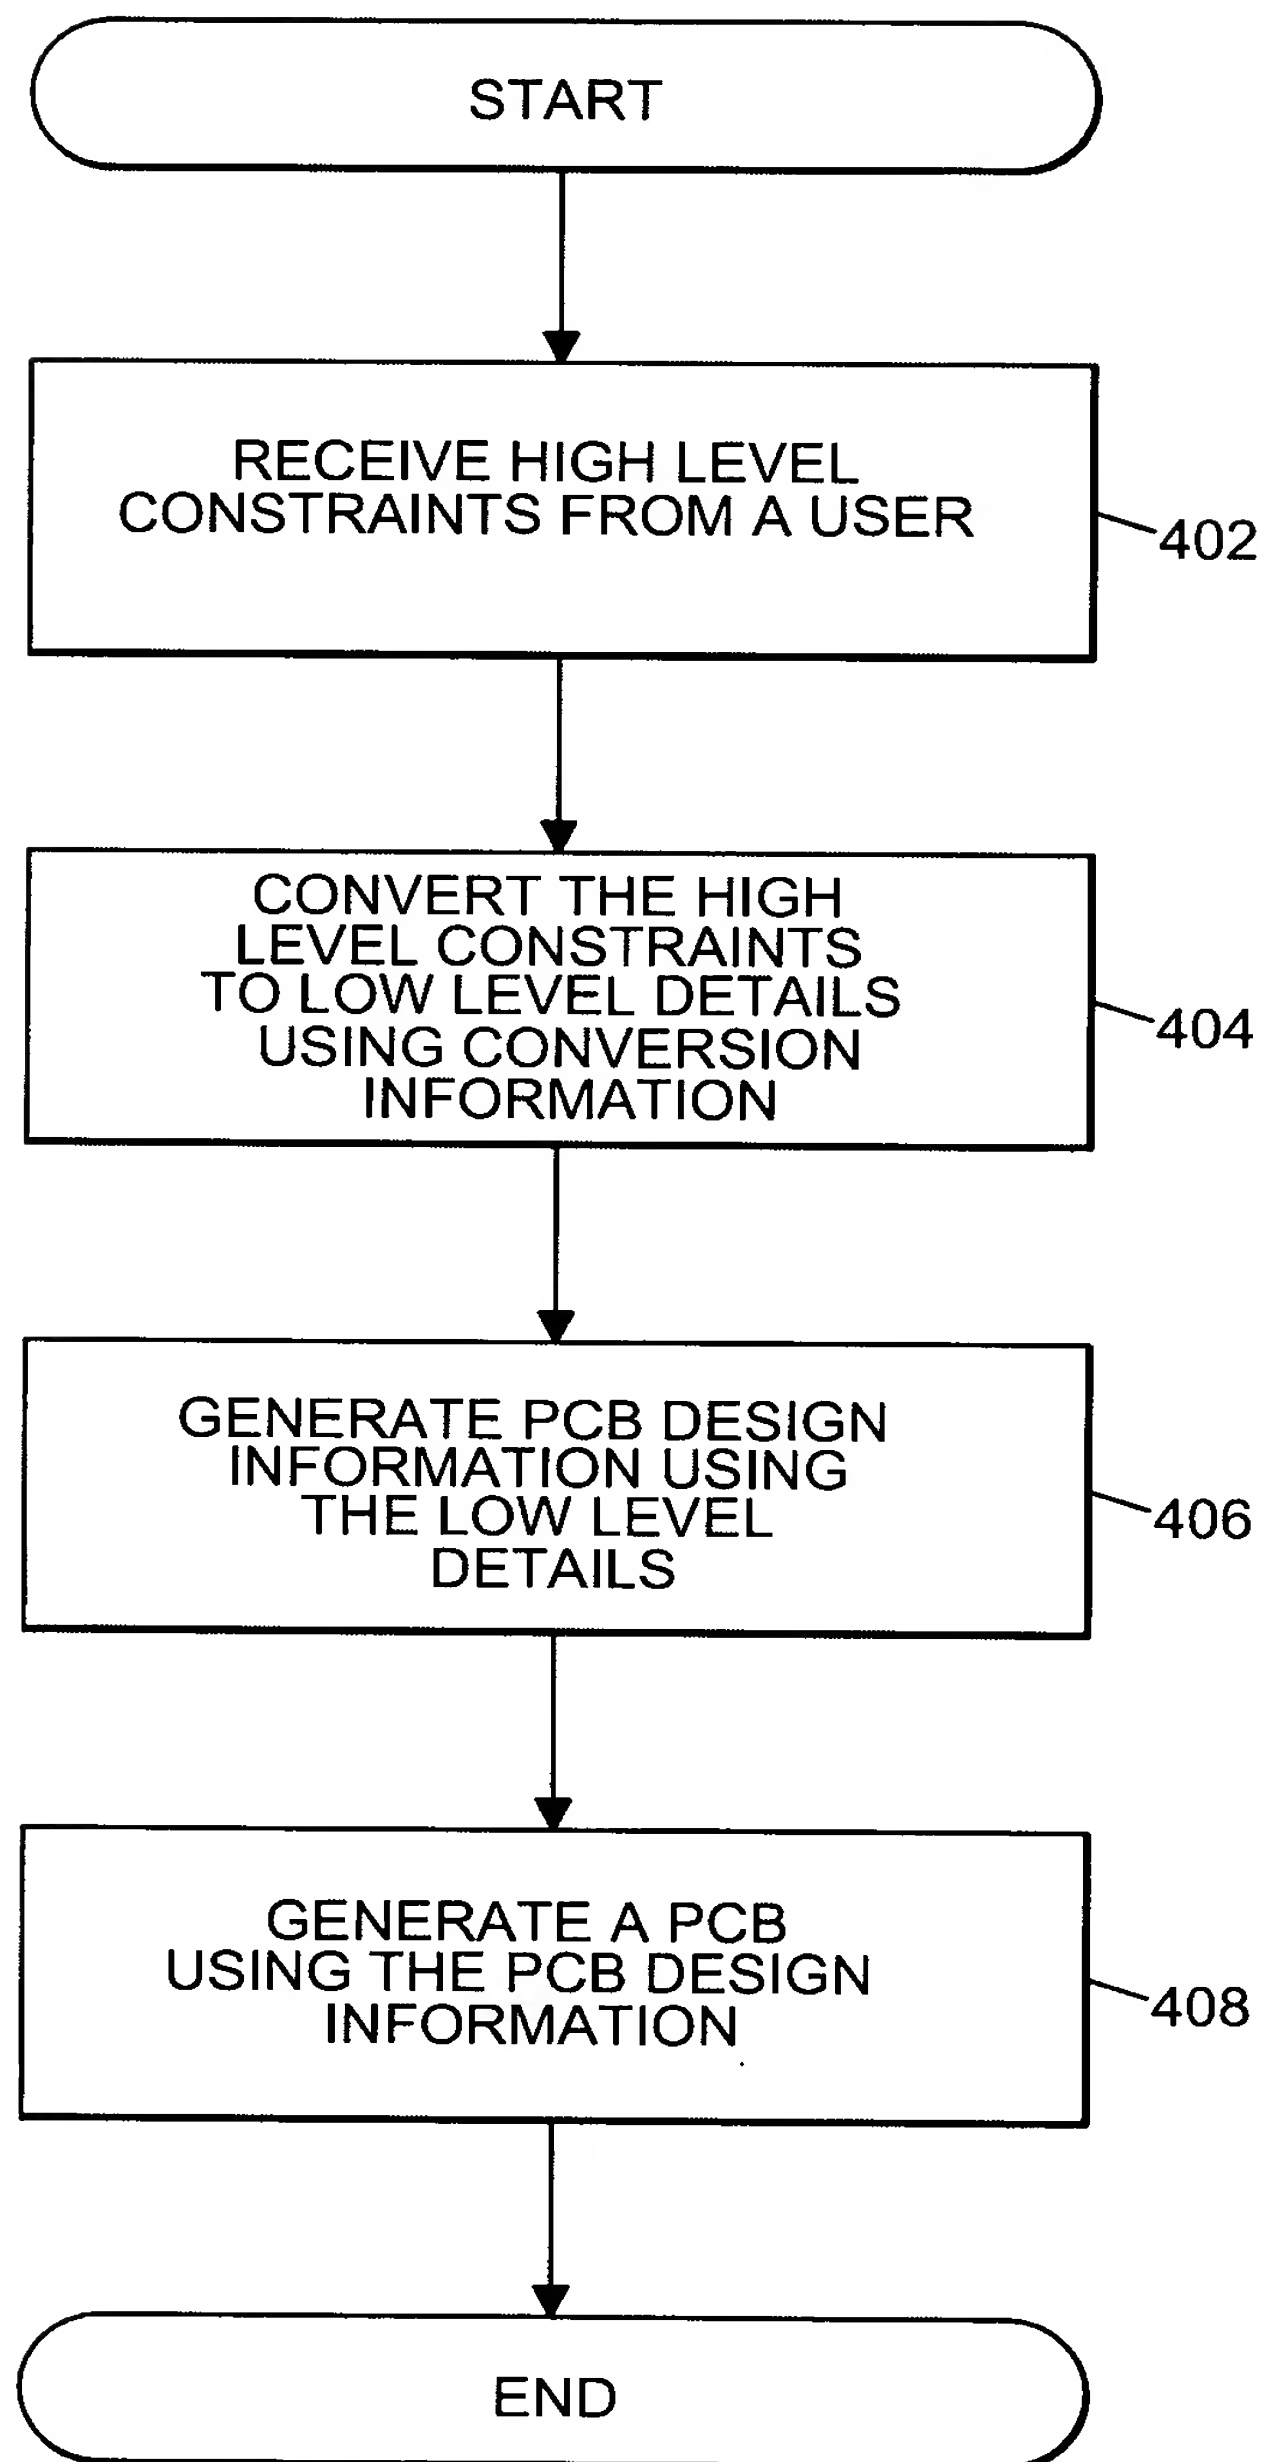 START
RECEIVE HIGH LEVEL
CONSTRAINTS FROM A USER
402
CONVERT THE HIGH
LEVEL CONSTRAINTS
TO LOW LEVEL DETAILS
USING CONVERSION
INFORMATION
404
GENERATE PCB DESIGN
INFORMATION USING
THE LOW LEVEL
DETAILS
406
GENERATE A PCB
USING THE PCB DESIGN
INFORMATION
408
END